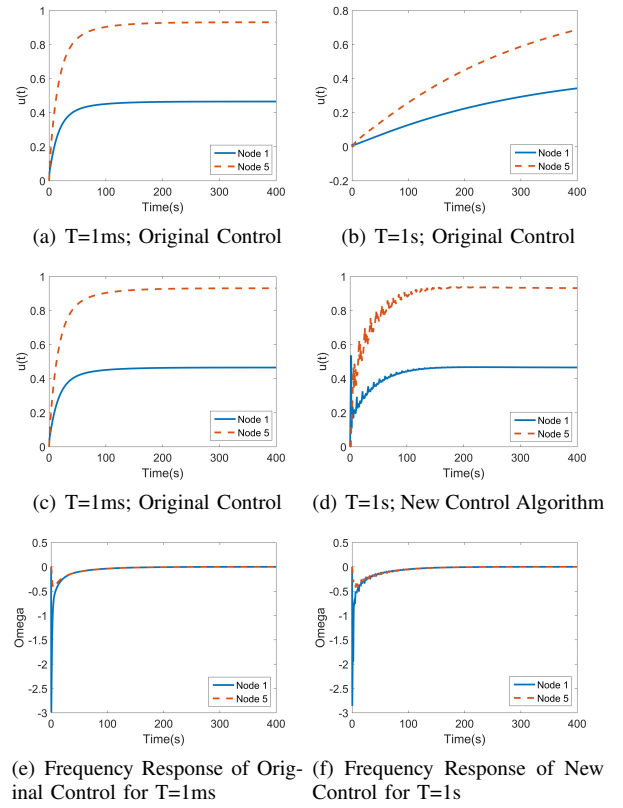 1
0.8
0.6
0.4
0.2
0
u(t)
0 100 200 300 400
Time(s)
Node 1
Node 5
(a) T=1ms; Original Control
1
0.8
0.6
0.4
0.2
0
-0.2
u(t)
0 100 200 300 400
Time(s)
Node 1
Node 5
(b) T=1s; Original Control
1
0.8
0.6
0.4
0.2
0
u(t)
0 100 200 300 400
Time(s)
Node 1
Node 5
(c) T=1ms; Original Control
1
0.8
0.6
0.4
0.2
0
u(t)
0 100 200 300 400
Time(s)
Node 1
Node 5
(d) T=1s; New Control Algorithm
0.5
0
-0.5
-1
-1.5
-2
-2.5
-3
Omega
0 100 200 300 400
Time(s)
Node 1
Node 5
(e) Frequency Response of Orig-
inal Control for T=1ms
0.5
0
-0.5
-1
-1.5
-2
-2.5
-3
Omega
0 100 200 300 400
Time(s)
Node 1
Node 5
(f) Frequency Response of New
Control for T=1s